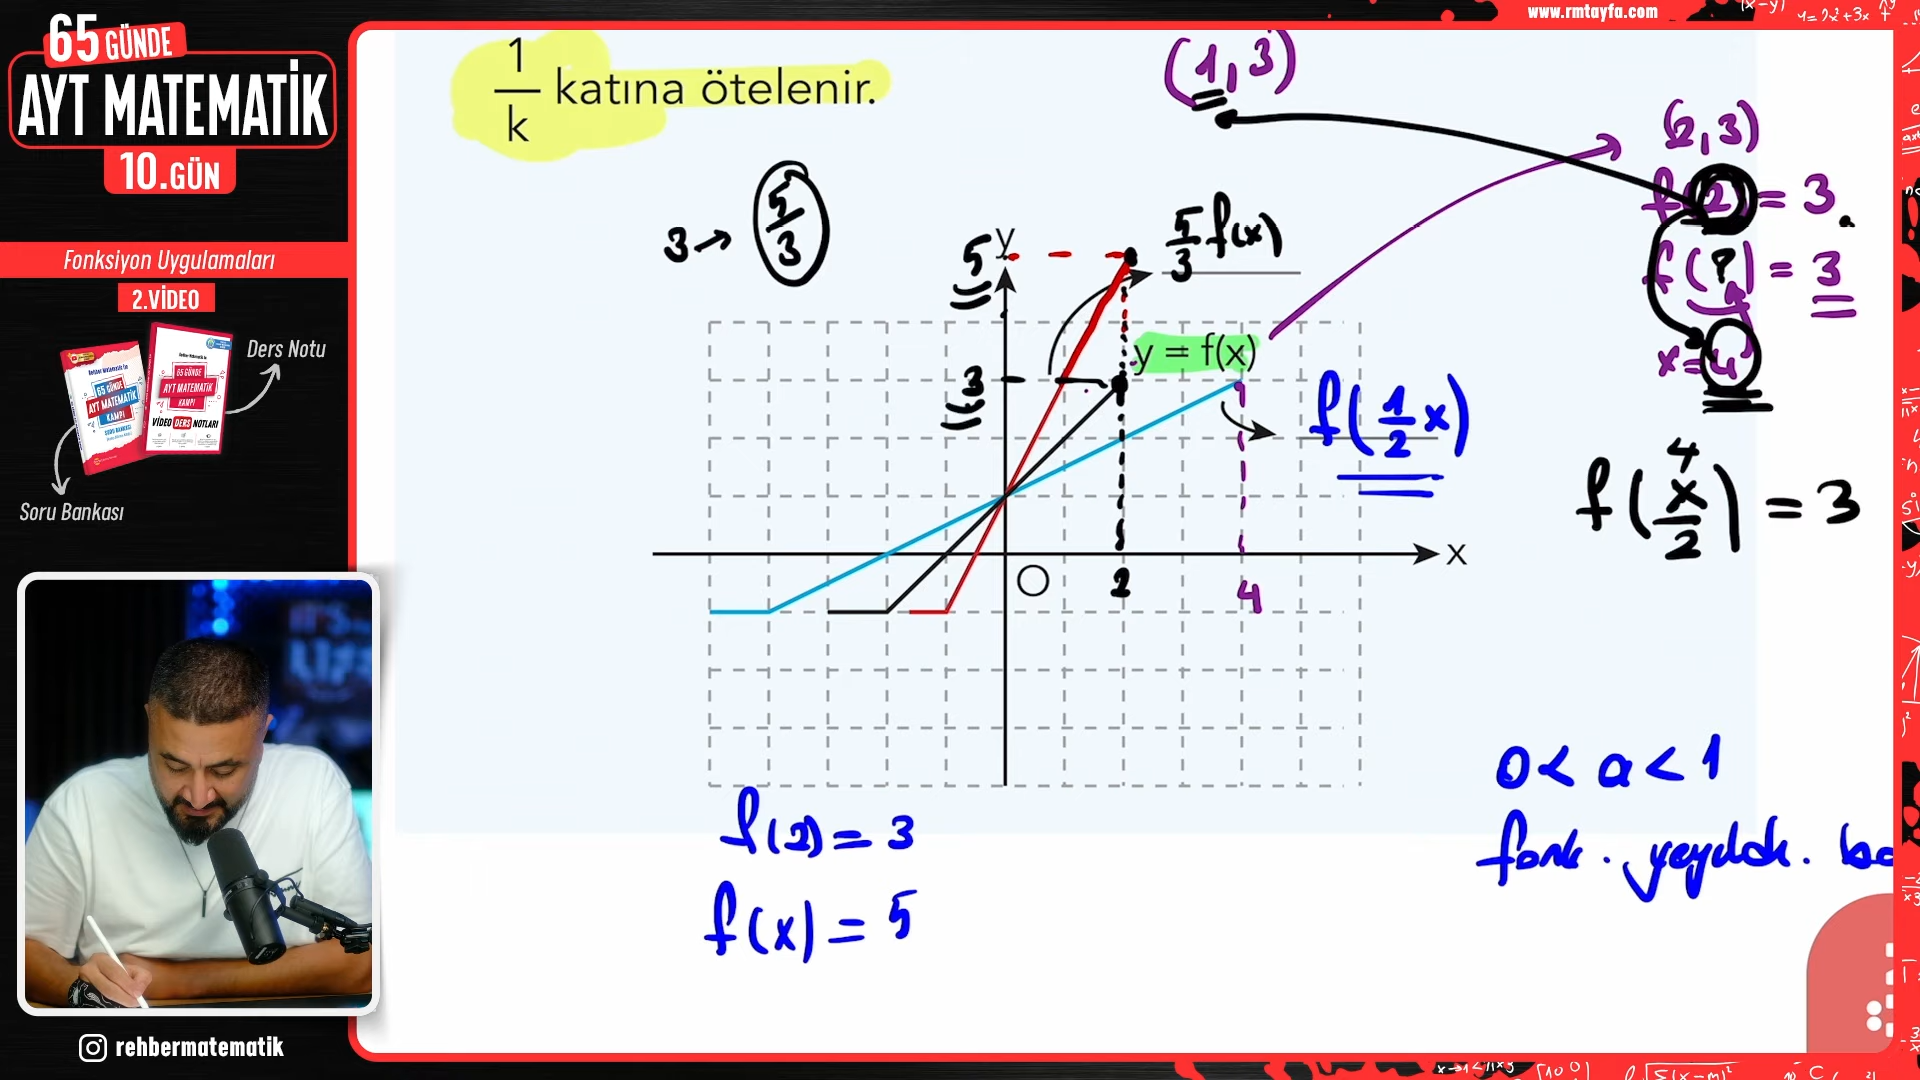 www.rmtayfa.com
65 GÜNDE
AYT MATEMATİK
10.GÜN
Fonksiyon Uygulamaları
2.VİDEO
Ders Notu
Soru Bankası
rehbermatematik
1/k katına ötelenir.
(1,3)
(2,3)
f(2) = 3
f(?) = 3
x=4
3→ 5/3
5
y
5/3 f(x)
3
y = f(x)
f(1/2 x)
4
f(x/2) = 3
x
O
2
4
0 < a < 1
f(2) = 3
fonk.
f(x) = 5